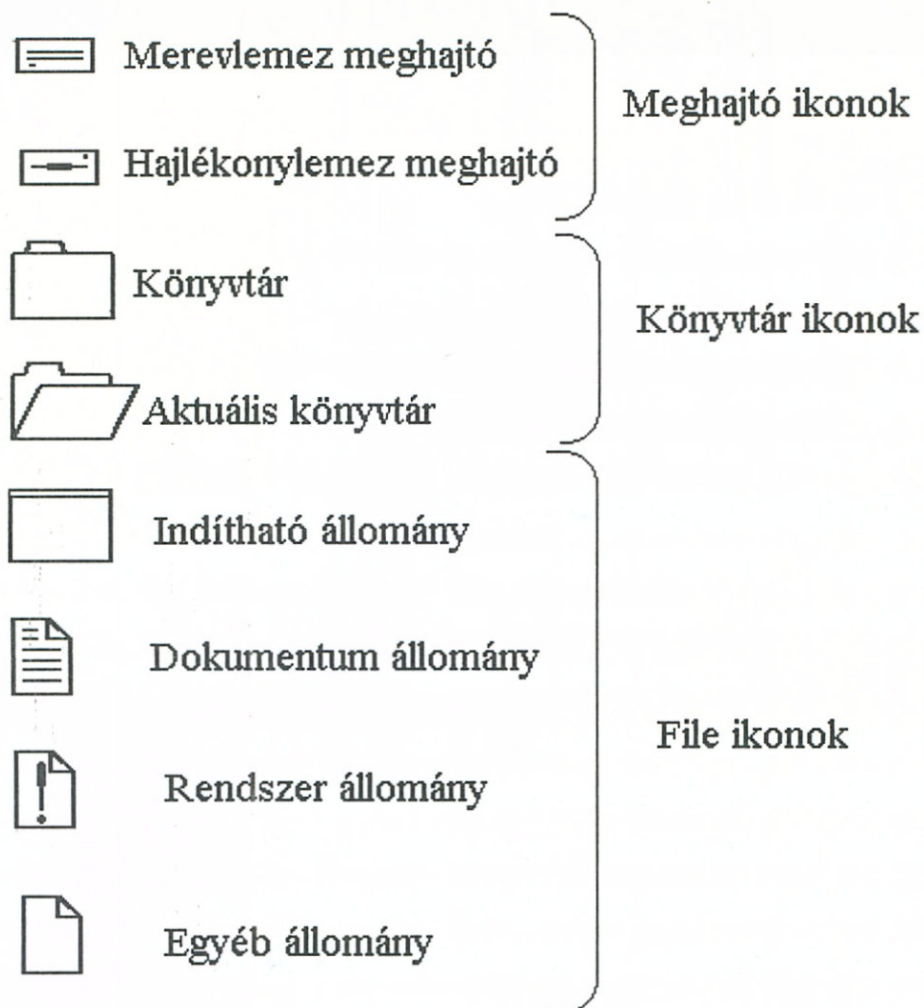 Merevlemez meghajtó
Hajlékonylemez meghajtó
Meghajtó ikonok
Könyvtár
Aktuális könyvtár
Könyvtár ikonok
Indítható állomány
Dokumentum állomány
Rendszer állomány
Egyéb állomány
File ikonok